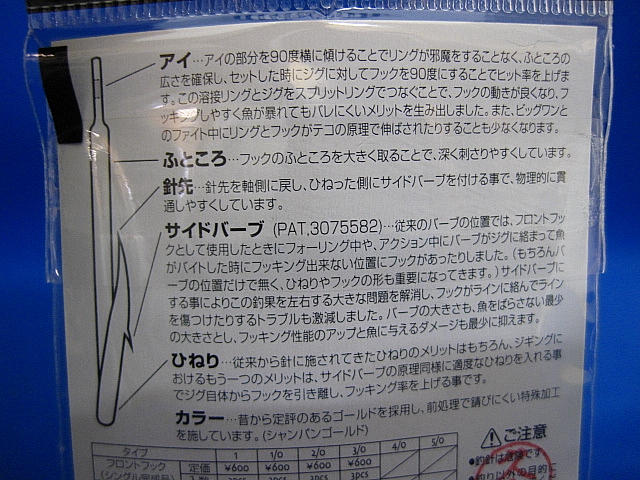 アイ…アイの部分を90度横に傾けることでリングが邪魔をすることなく、ふところの
広さを確保し、セットした時にジグに対してフックを90度にすることでヒット率を上げま
す。この溶接リングとジグをスプリットリングでつなぐことで、フックの動きが良くなり、フ
ッキングしやすく魚が暴れてもバレにくいメリットを生み出しました。また、ビッグワンと
のファイト中にリングとフックがテコの原理で伸ばされたりすることも少なくなります。
ふところ…フックのふところを大きく取ることで、深く刺さりやすくしています。
針先…針先を軸側に戻し、ひねった側にサイドバーブを付ける事で、物理的に貫
通しやすくしています。
サイドバーブ (PAT.3075582)…従来のバーブの位置では、フロントフッ
クとして使用したときにフォーリング中や、アクション中にバーブがジグに絡まって魚
がバイトした時にフッキング出来ない位置にフックがあったりしました。(もちろんバ
ーブの位置だけで無く、ひねりやフックの形も重要になってきます。)サイドバーブに
する事によりこの釣果を左右する大きな問題を解消し、フックがラインに絡んでライン
を傷つけたりするトラブルも激減しました。バーブの大きさも、魚をばらさない最少
の大きさとし、フッキング性能のアップと魚に与えるダメージも最少に抑えます。
ひねり…従来から針に施されてきたひねりのメリットはもちろん、ジギングに
おけるもう一つのメリットは、サイドバーブの原理同様に適度なひねりを入れる事
でジグ自体からフックを引き離し、フッキング率を上げる事です。
カラー…昔から定評のあるゴールドを採用し、前処理で錆びにくい特殊加工
を施しています。(シャンパンゴールド)
タイプ 1 1/0 2/0 3/0 4/0 5/0
フロントフック 定価 ¥600 ¥600 ¥600 ¥600
3pcs 3pcs 3pcs 3pcs
ご注意
●釣針は危険です
●釣り以外の目的に